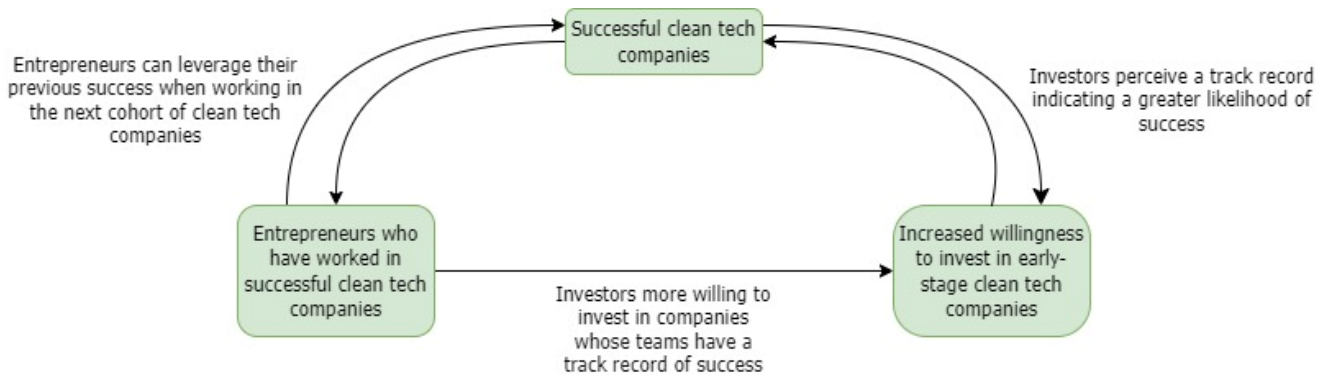 Successful clean tech
companies
Entrepreneurs can leverage their
previous success when working in
the next cohort of clean tech
companies
Investors perceive a track record
indicating a greater likelihood of
success
Entrepreneurs who
have worked in
successful clean tech
companies
Increased willingness
to invest in early-
stage clean tech
companies
Investors more willing to
invest in companies
whose teams have a
track record of success